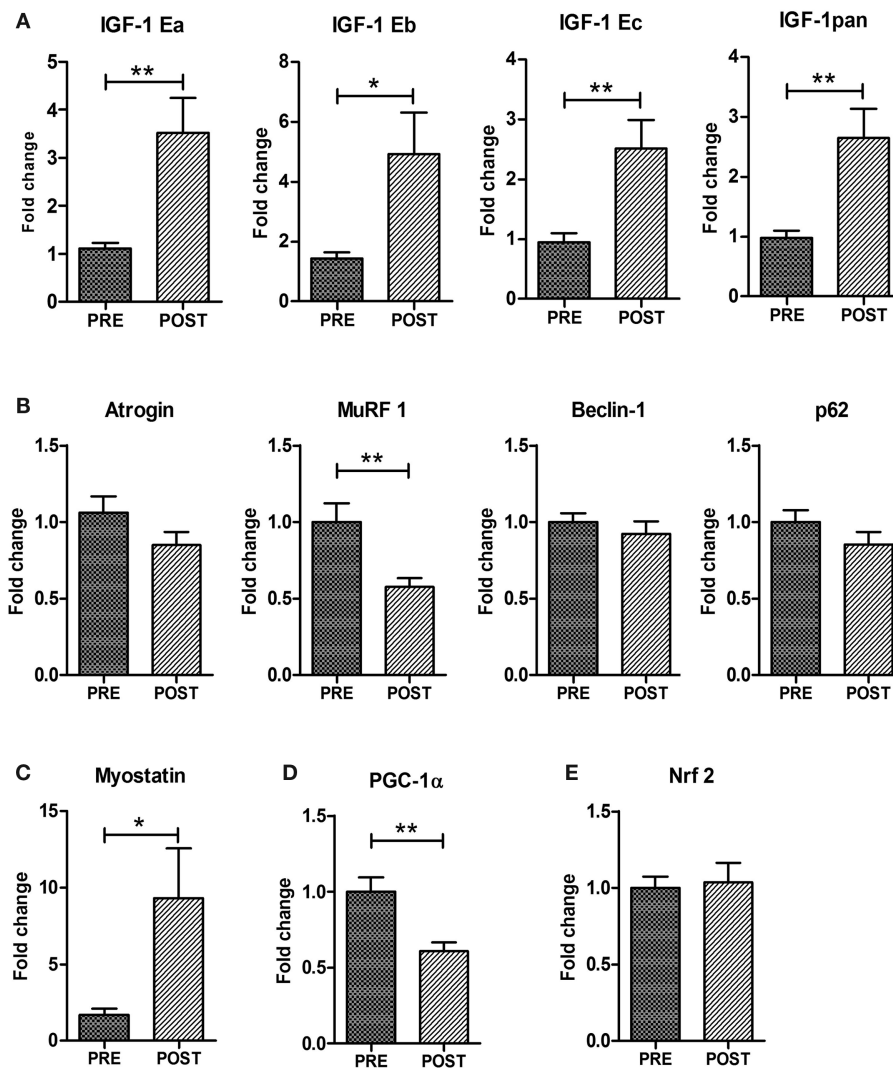 A
IGF-1 Ea
Fold change
5
4
3
2
1
0
**
PRE POST
IGF-1 Eb
Fold change
8
6
4
2
0
*
PRE POST
IGF-1 Ec
Fold change
4
3
2
1
0
**
PRE POST
IGF-1pan
Fold change
4
3
2
1
0
**
PRE POST
B
Atrogin
Fold change
1.5
1.0
0.5
0.0
PRE POST
MuRF 1
Fold change
1.5
1.0
0.5
0.0
**
PRE POST
Beclin-1
Fold change
1.5
1.0
0.5
0.0
PRE POST
p62
Fold change
1.5
1.0
0.5
0.0
PRE POST
C
Myostatin
Fold change
15
10
5
0
*
PRE POST
D
PGC-1α
Fold change
1.5
1.0
0.5
0.0
**
PRE POST
E
Nrf 2
Fold change
1.5
1.0
0.5
0.0
PRE POST